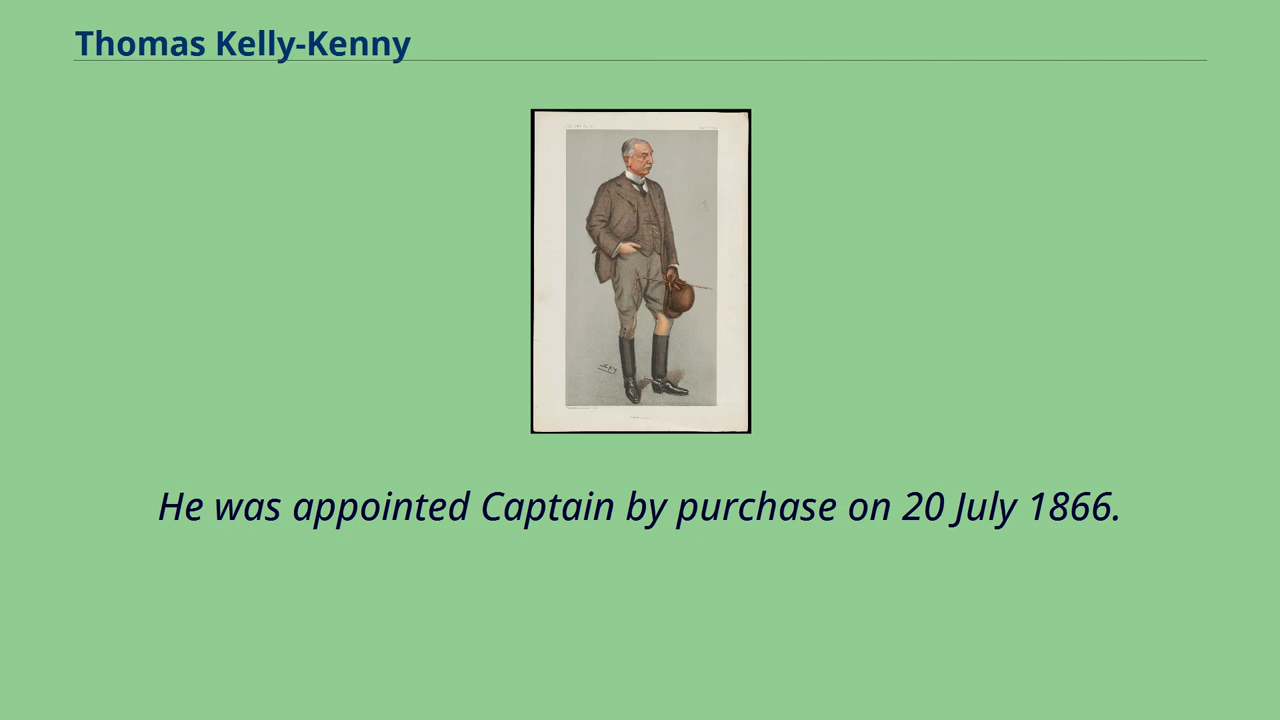 Thomas Kelly-Kenny
He was appointed Captain by purchase on 20 July 1866.